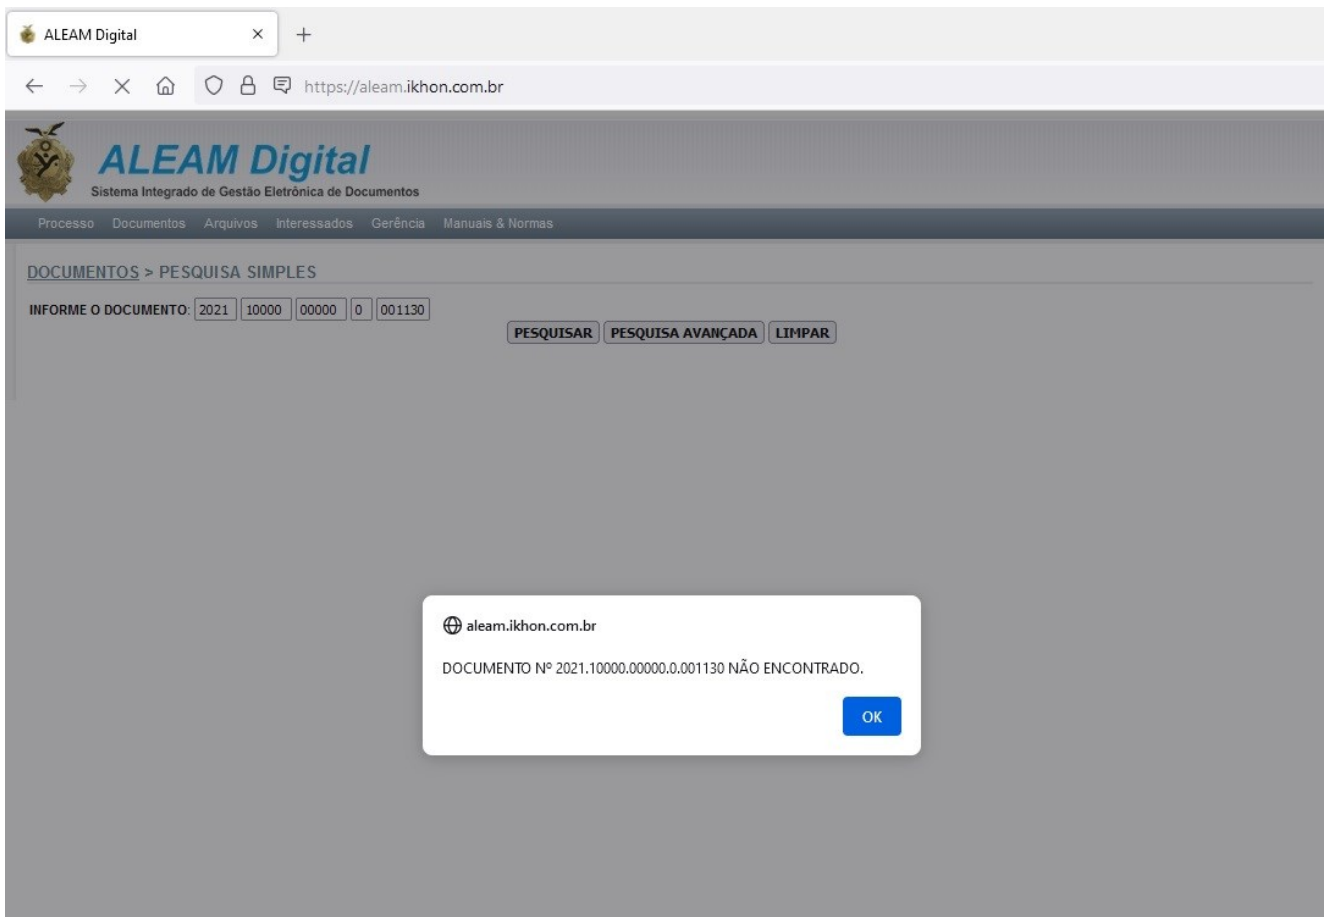 ALEAM Digital
https://aleam.ikhon.com.br
ALEAM Digital
Sistema Integrado de Gestão Eletrônica de Documentos
Processo Documentos Arquivos Interessados Gerência Manuais & Normas
DOCUMENTOS > PESQUISA SIMPLES
INFORME O DOCUMENTO: 2021 10000 00000 0 001130
PESQUISAR PESQUISA AVANÇADA LIMPAR
aleam.ikhon.com.br
DOCUMENTO Nº 2021.10000.00000.0.001130 NÃO ENCONTRADO.
OK